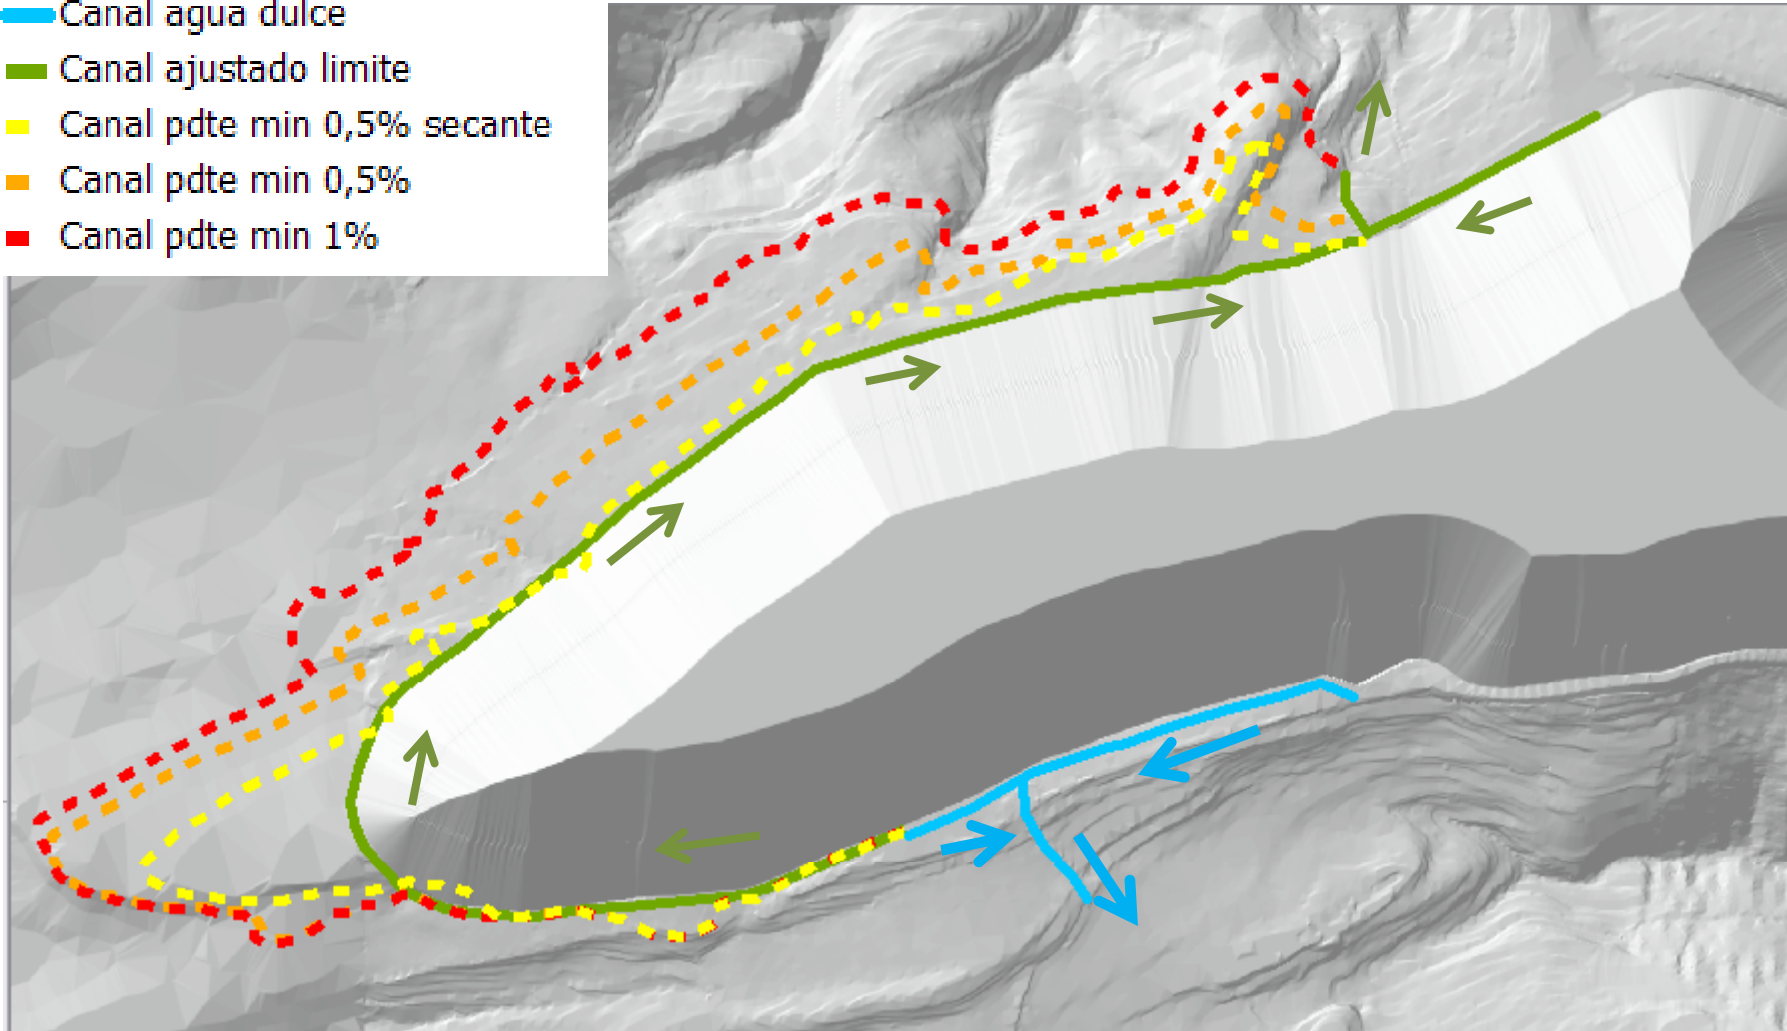 Canal agua dulce
Canal ajustado limite
Canal pdte min 0,5% secante
Canal pdte min 0,5%
Canal pdte min 1%